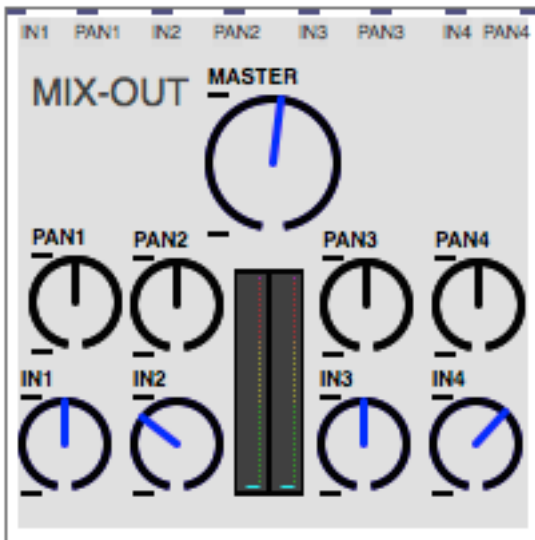 IN1 PAN1 IN2 PAN2 IN3 PAN3 IN4 PAN4
MASTER
MIX-OUT
PAN1 PAN2 PAN3 PAN4
IN1 IN2 IN3 IN4